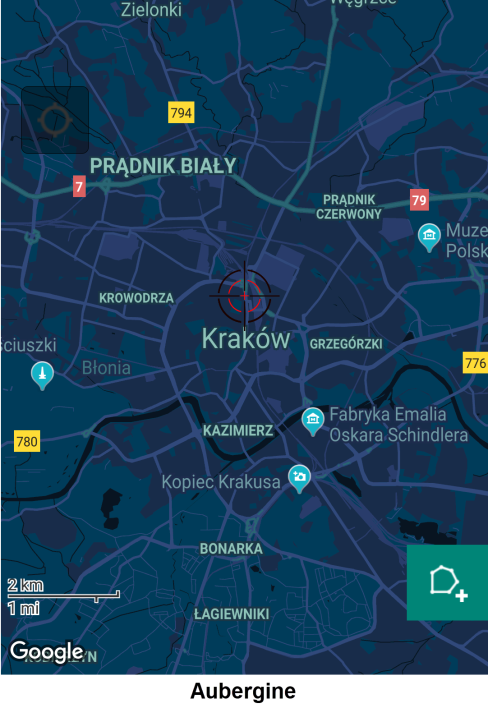 Zielonki
Węgrzce
794
PRĄDNIK BIAŁY
7
PRĄDNIK
CZERWONY
79
Muze
Polsk
KROWODRZA
Kraków
GRZEGÓRZKI
ściuszki
Błonia
776
Fabryka Emalia
Oskara Schindlera
KAZIMIERZ
780
Kopiec Krakusa
BONARKA
2 km
1 mi
ŁAGIEWNIKI
Google
Aubergine